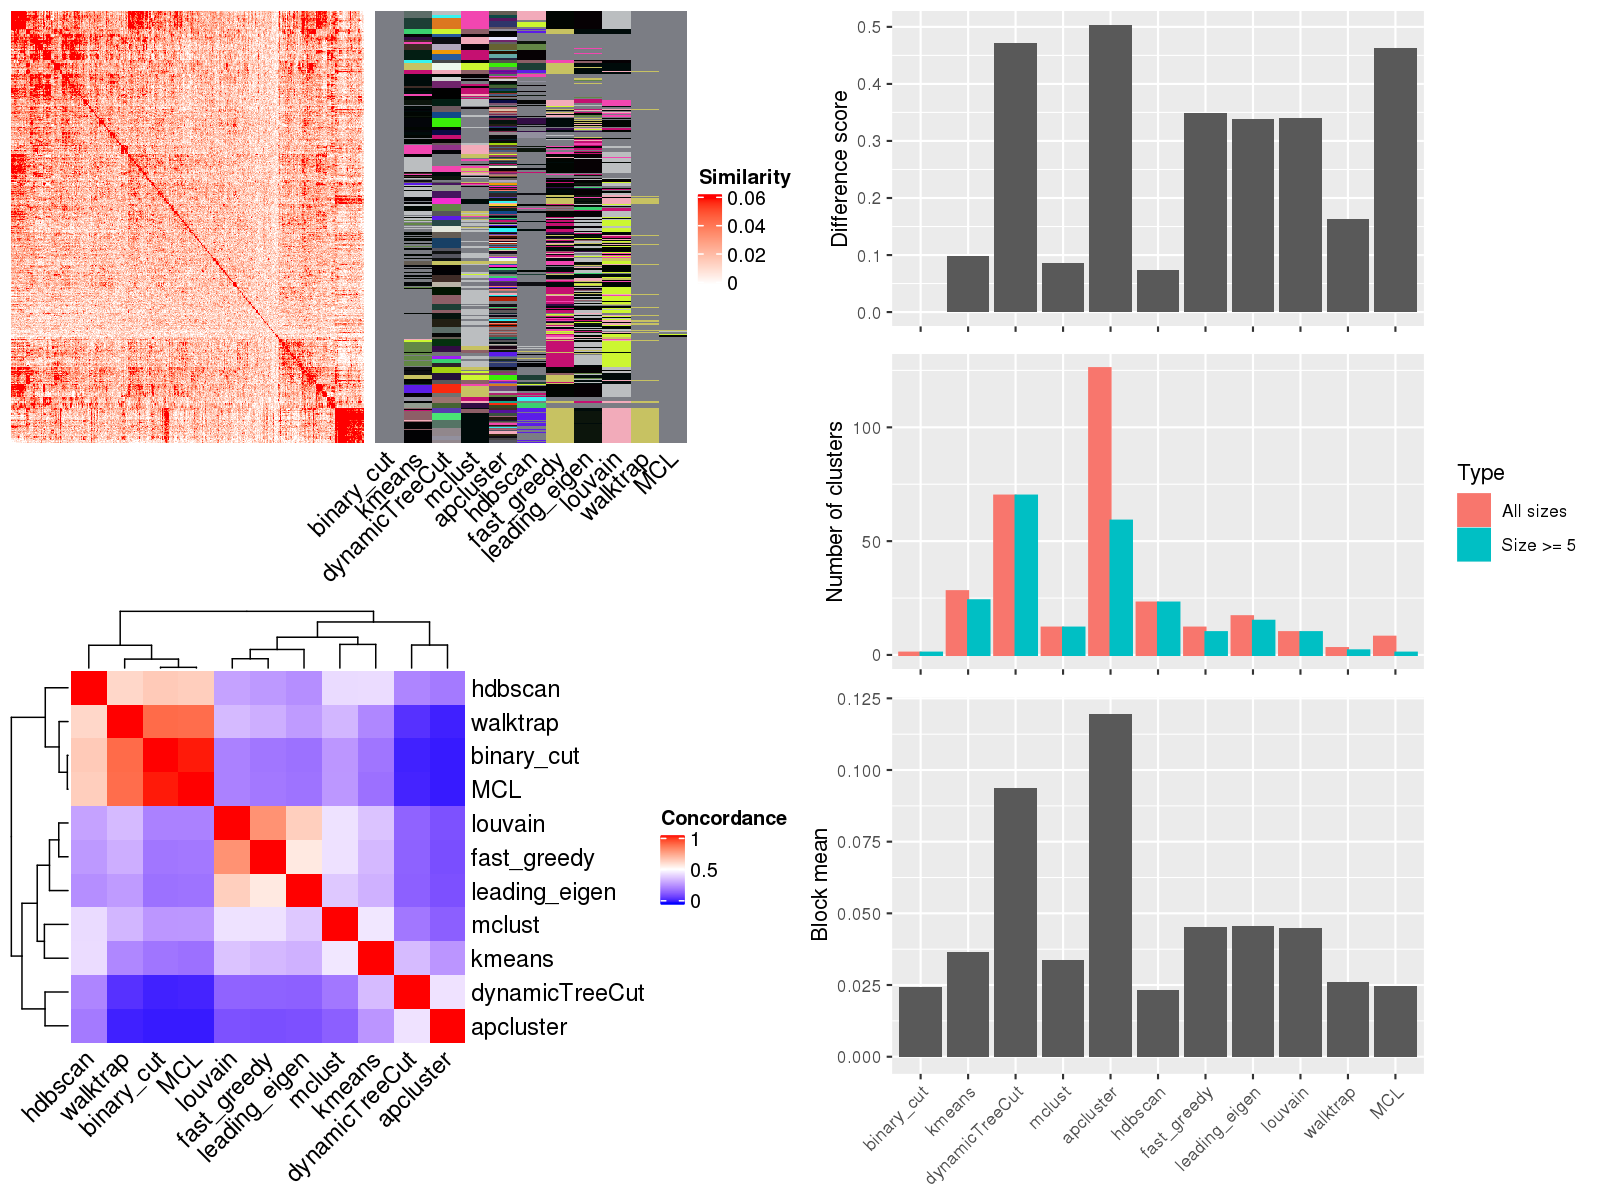 Similarity
0.06
0.04
0.02
0
binary_cut
kmeans
dynamicTreeCut
mclust
apcluster
hdbscan
fast_greedy
leading_eigen
louvain
walktrap
MCL
hdbscan
walktrap
binary_cut
MCL
louvain
fast_greedy
leading_eigen
mclust
kmeans
dynamicTreeCut
apcluster
hdbscan
walktrap
binary_cut
MCL
louvain
fast_greedy
leading_eigen
mclust
kmeans
dynamicTreeCut
apcluster
Concordance
1
0.5
0
Difference score
0.5
0.4
0.3
0.2
0.1
0.0
Number of clusters
100
50
0
Type
All sizes
Size >= 5
Block mean
0.125
0.100
0.075
0.050
0.025
0.000
binary_cut
kmeans
dynamicTreeCut
mclust
apcluster
hdbscan
fast_greedy
leading_eigen
louvain
walktrap
MCL